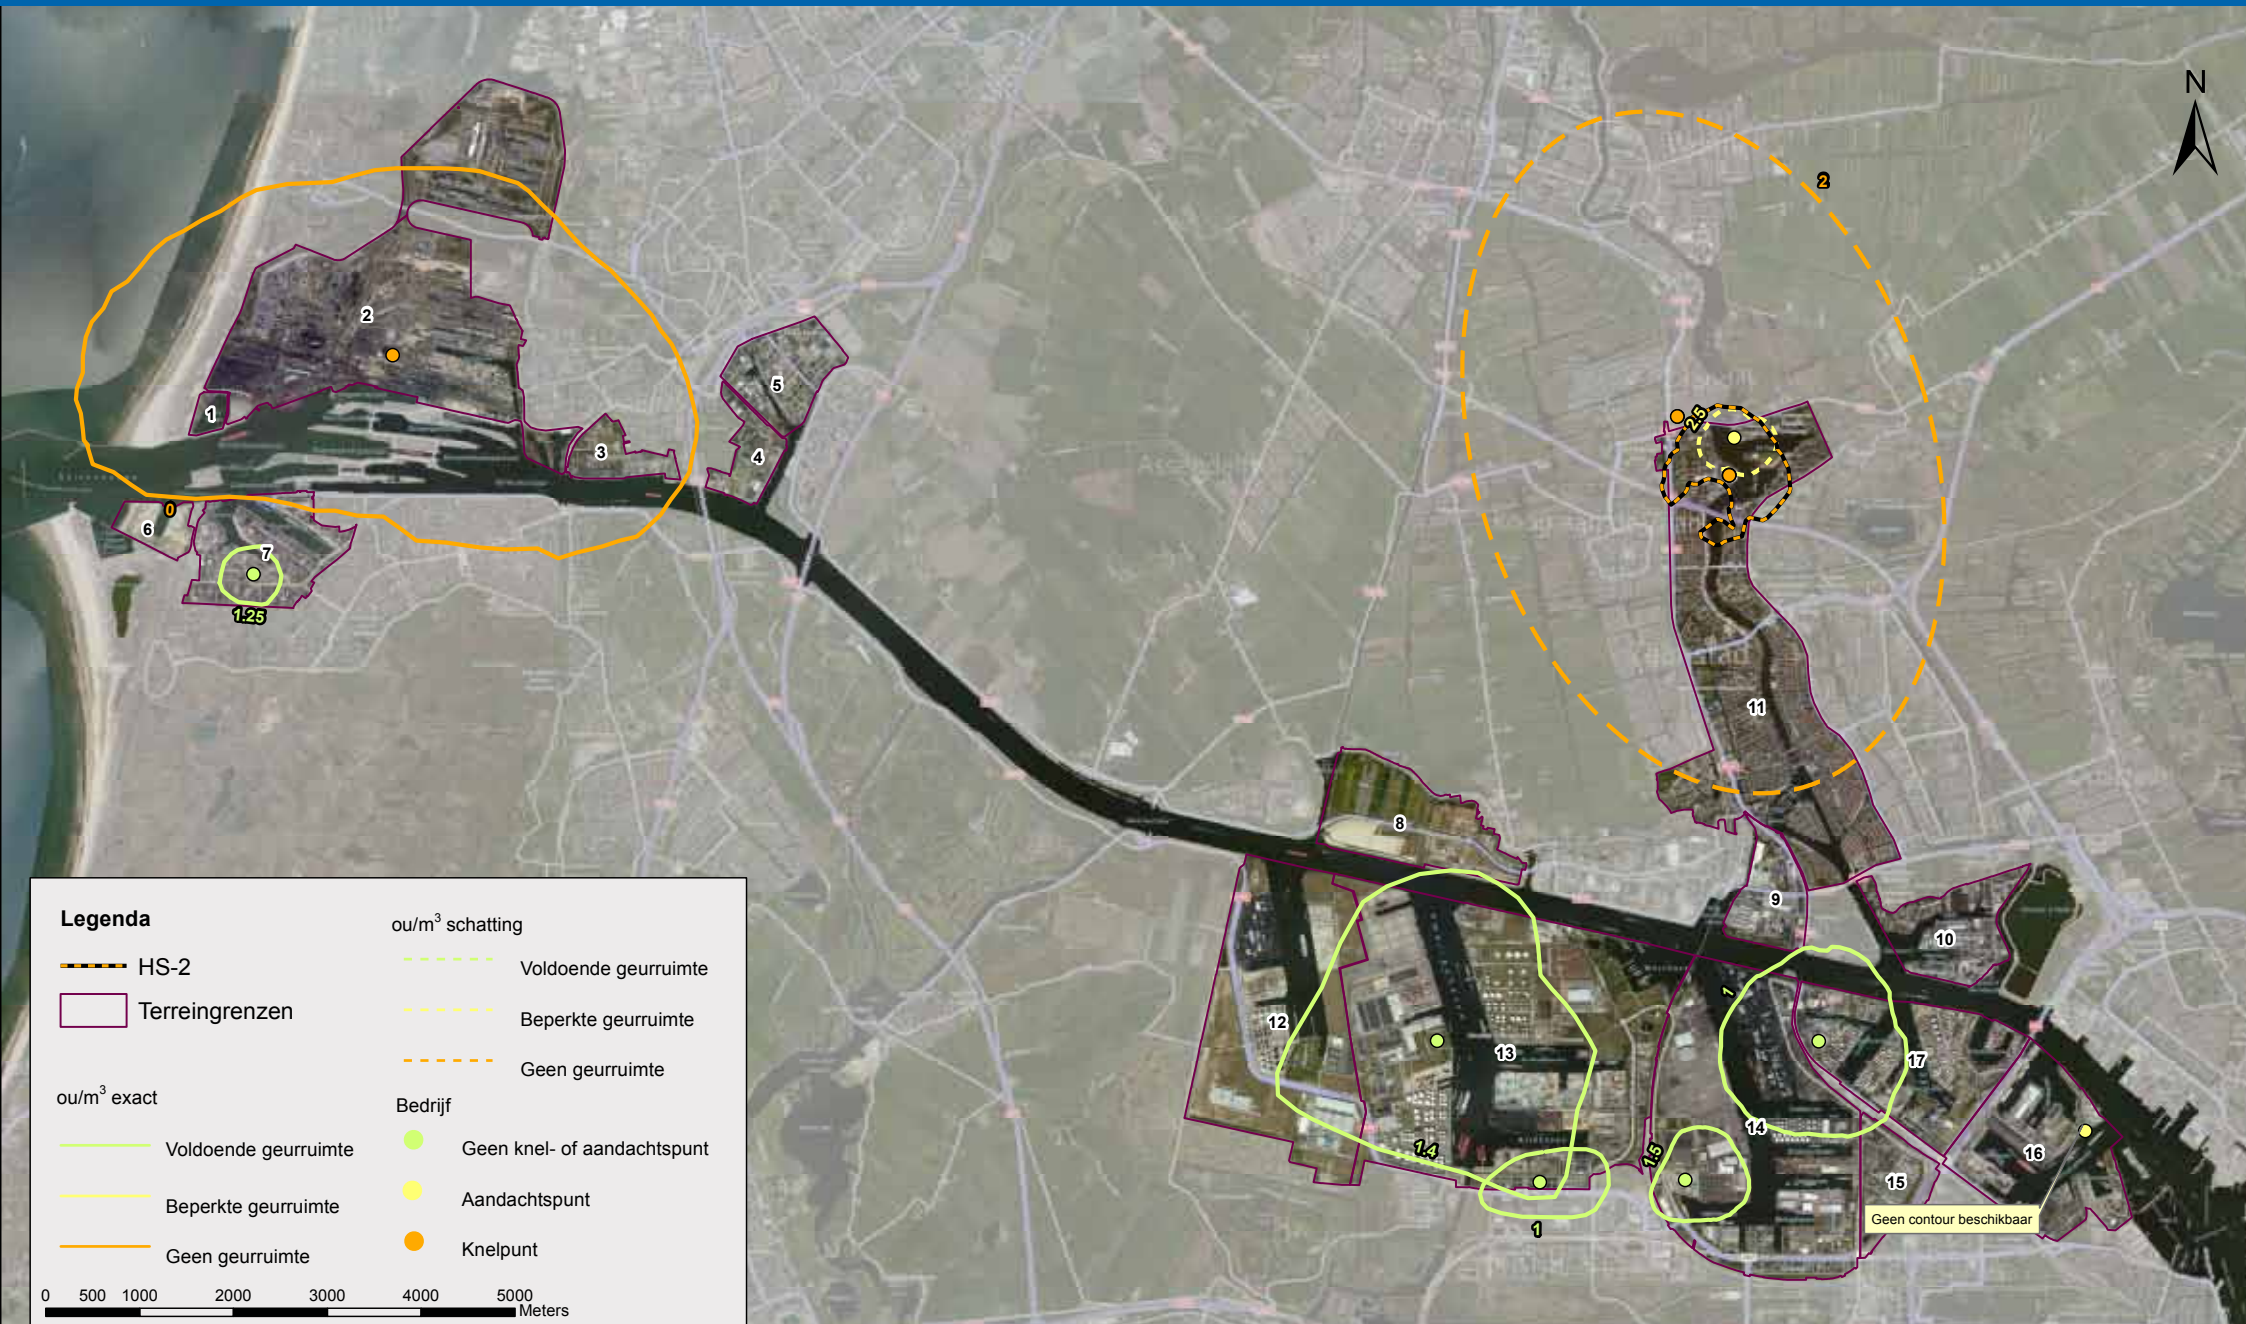 N
2
2
1
3
5
4
6
0
7
1.25
2.5
11
8
9
10
12
13
1
17
14
1.4
1.5
1
15
16
Geen contour beschikbaar
Legenda
HS-2
Terreingrenzen
ou/m³ exact
Voldoende geurruimte
Beperkte geurruimte
Geen geurruimte
ou/m³ schatting
Voldoende geurruimte
Beperkte geurruimte
Geen geurruimte
Bedrijf
Geen knel- of aandachtspunt
Aandachtspunt
Knelpunt
0 500 1000 2000 3000 4000 5000
Meters